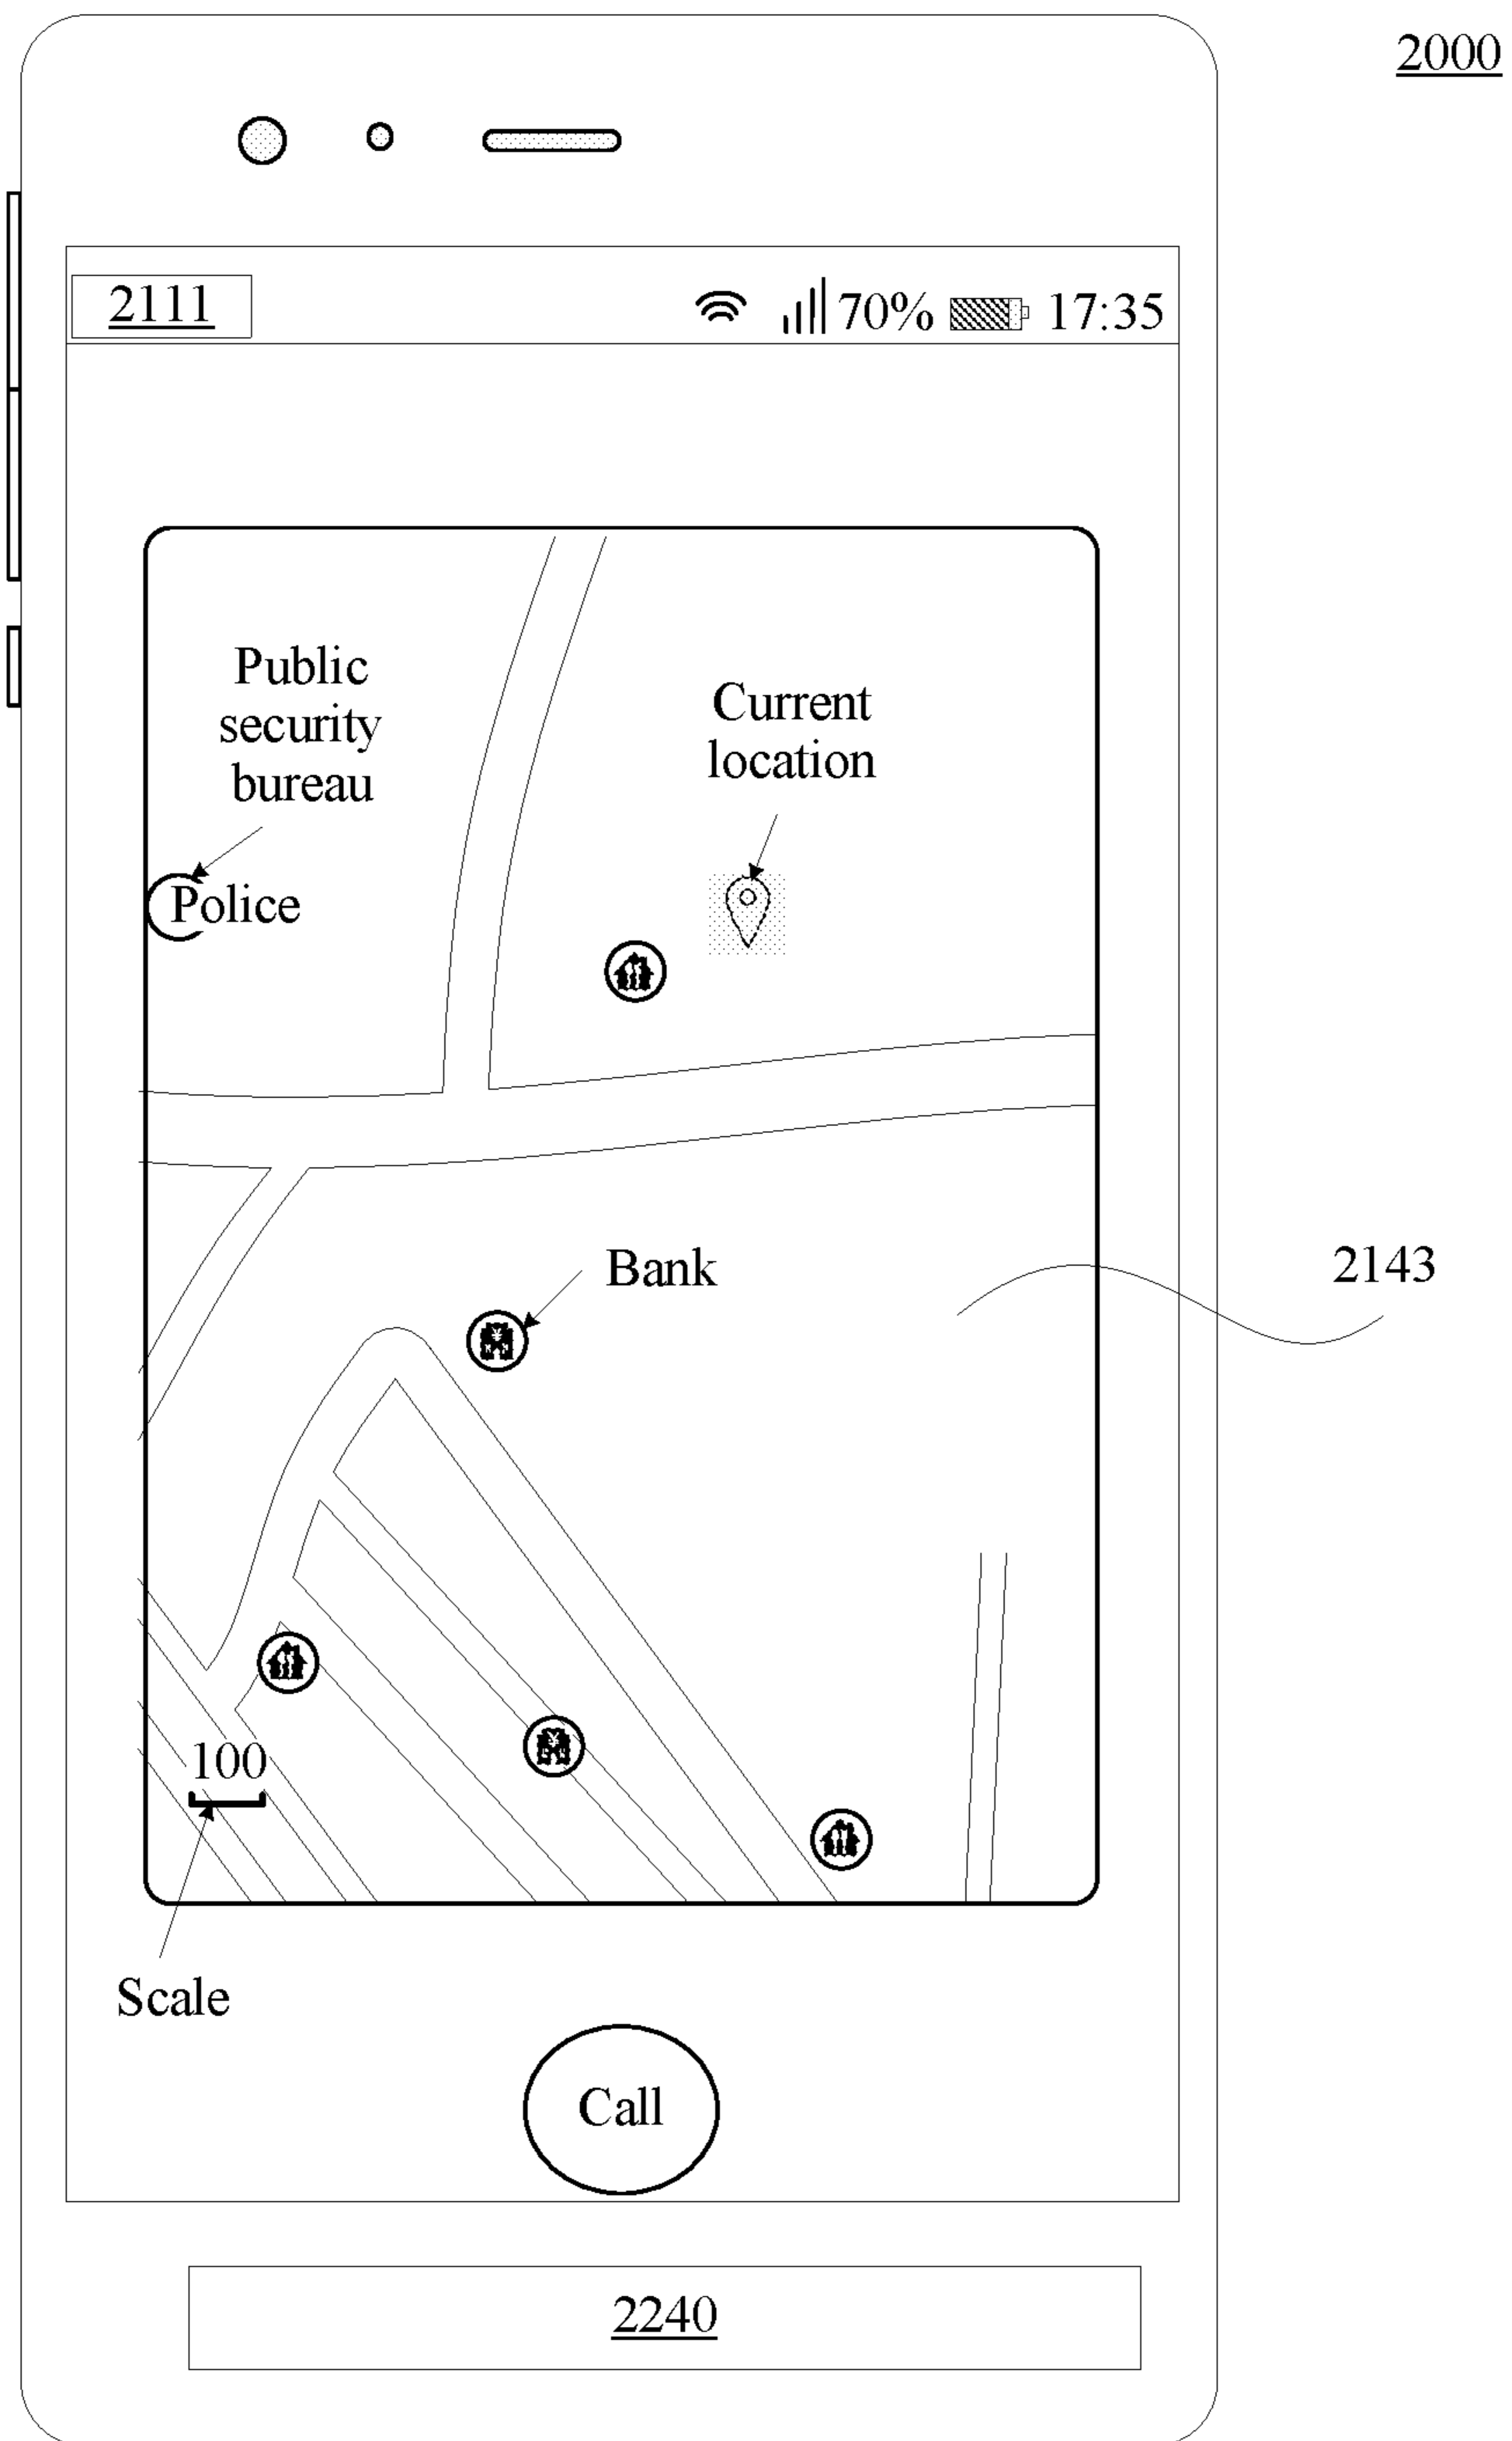 2000
2111
70%
17:35
Public
security
bureau
Current
location
Police
Bank
2143
100
Scale
Call
2240